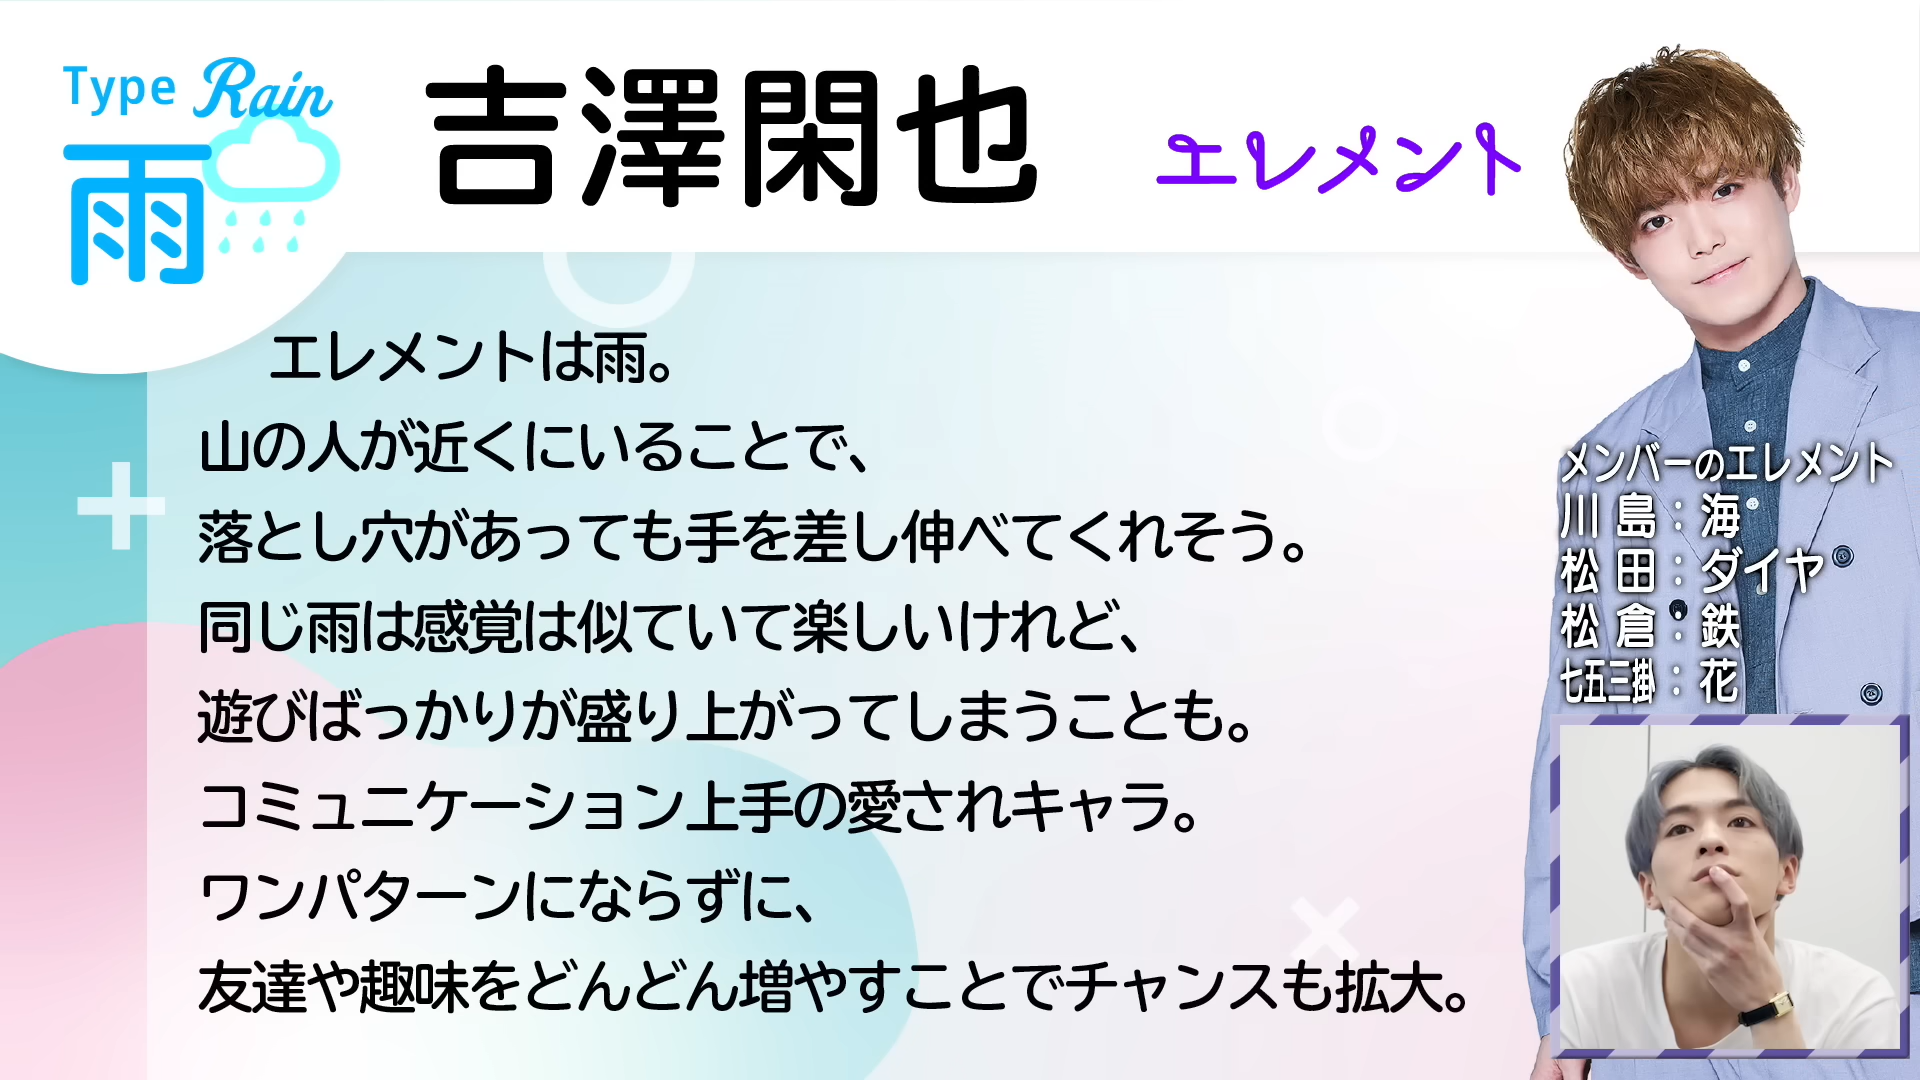 Type Rain
雨
吉澤閑也
エレメント
エレメントは雨。
山の人が近くにいることで、
落とし穴があっても手を差し伸べてくれそう。
同じ雨は感覚は似ていて楽しいけれど、
遊びばっかりが盛り上がってしまうことも。
コミュニケーション上手の愛されキャラ。
ワンパターンにならずに、
友達や趣味をどんどん増やすことでチャンスも拡大。
メンバーのエレメント
川島：海
松田：ダイヤ
松倉：鉄
七五三掛：花